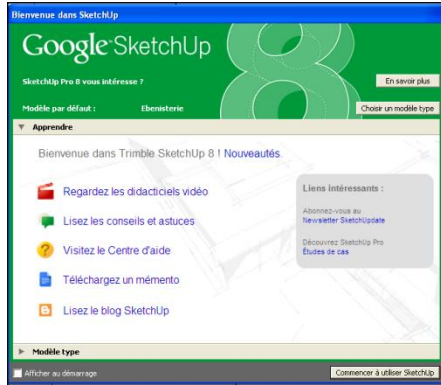 Bienvenue dans SketchUp
Google SketchUp 8
SketchUp Pro 8 vous intéresse ?
En savoir plus
Modèle par défaut : Ebenisterie
Choisir un modèle type
Apprendre
Bienvenue dans Trimble SketchUp 8 ! Nouveautés.
Regardez les didacticiels vidéo
Lisez les conseils et astuces
Visitez le Centre d'aide
Téléchargez un mémento
Lisez le blog SketchUp
Liens intéressants :
Abonnez-vous au
Newsletter SketchUpdate
Découvrez SketchUp Pro
Études de cas
Modèle type
Afficher au démarrage
Commencer à utiliser SketchUp